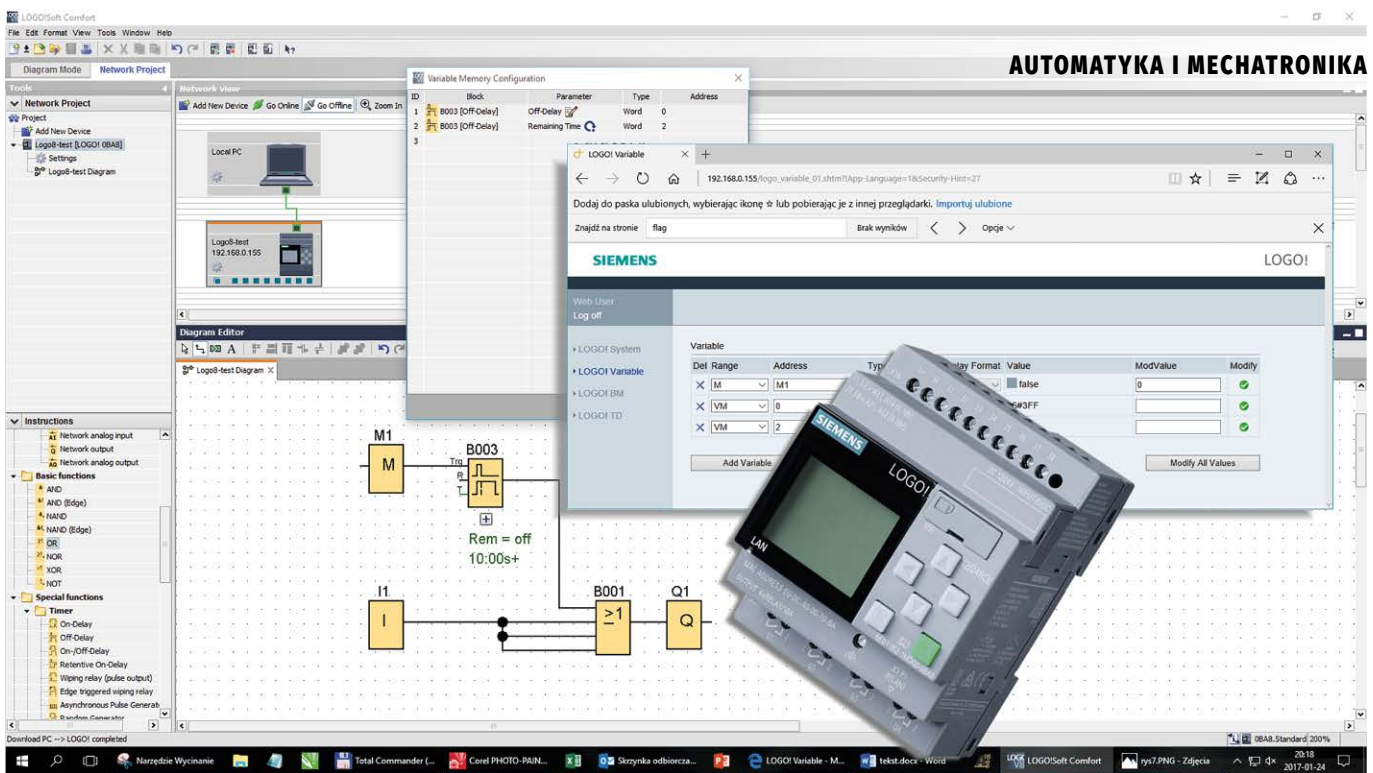 LOGO!Soft Comfort
File Edit Format View Tools Window Help
AUTOMATYKA I MECHATRONIKA
Diagram Mode Network Project
Tools
Network view
Network Project
Add New Device Go Online Go Offline Zoom In
Project
Add New Device
Logo8-test [LOGO! 0BA8]
Settings
Logo8-test Diagram
Local PC
Logo8-test
192.168.0.155
Variable Memory Configuration
ID Block Parameter Type Address
1 B003 [Off-Delay] Off-Delay Word 0
2 B003 [Off-Delay] Remaining Time Word 2
3
LOGO! Variable
192.168.0.155/logo_variable_01.shtm?!App-Language=1&Security-Hint=27
Dodaj do paska ulubionych, wybierając ikonę ☆ lub pobierając je z innej przeglądarki. Importuj ulubione
Znajdź na stronie flag Brak wyników Opcje
SIEMENS LOGO!
Web User
Log off
LOGO! System
LOGO! Variable
LOGO! BM
LOGO! TD
Variable
Del Range Address Format Value ModValue Modify
M M1 false 0
VM 0
VM 2
Add Variable Modify All Values
Diagram Editor
Logo8-test Diagram
Instructions
Network analog input
Network output
Network analog output
Basic functions
AND
AND (Edge)
NAND
NAND (Edge)
OR
NOR
XOR
NOT
Special functions
Timer
On-Delay
Off-Delay
On-/Off-Delay
Retentive On-Delay
Wiping relay (pulse output)
Edge triggered wiping relay
Asynchronous Pulse Generat
Random Generator
M1
M
B003
Trg
R
T
Rem = off
10:00s+
I1
I
B001
≥1
Q1
Q
SIEMENS
LOGO!
LAN
Download PC --> LOGO! completed
0BA8.Standard 200%
Narzędzie Wycinanie Total Commander (... Corel PHOTO-PAIN... Skrzynka odbiorcza... LOGO! Variable - M... tekst.docx - Word LOGO!Soft Comfort rys7.PNG - Zdjęcia
20:18
2017-01-24